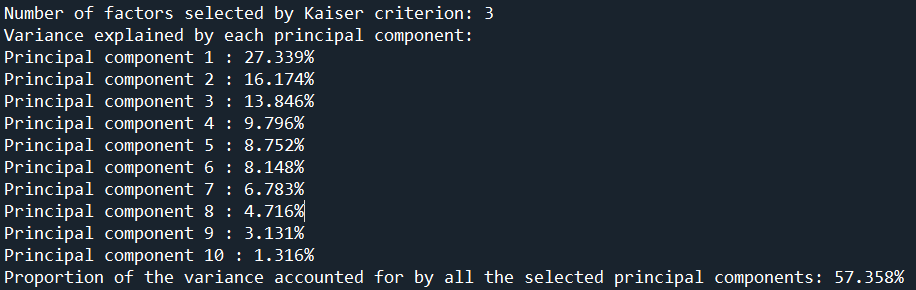 Number of factors selected by Kaiser criterion: 3
Variance explained by each principal component:
Principal component 1 : 27.339%
Principal component 2 : 16.174%
Principal component 3 : 13.846%
Principal component 4 : 9.796%
Principal component 5 : 8.752%
Principal component 6 : 8.148%
Principal component 7 : 6.783%
Principal component 8 : 4.716%
Principal component 9 : 3.131%
Principal component 10 : 1.316%
Proportion of the variance accounted for by all the selected principal components: 57.358%